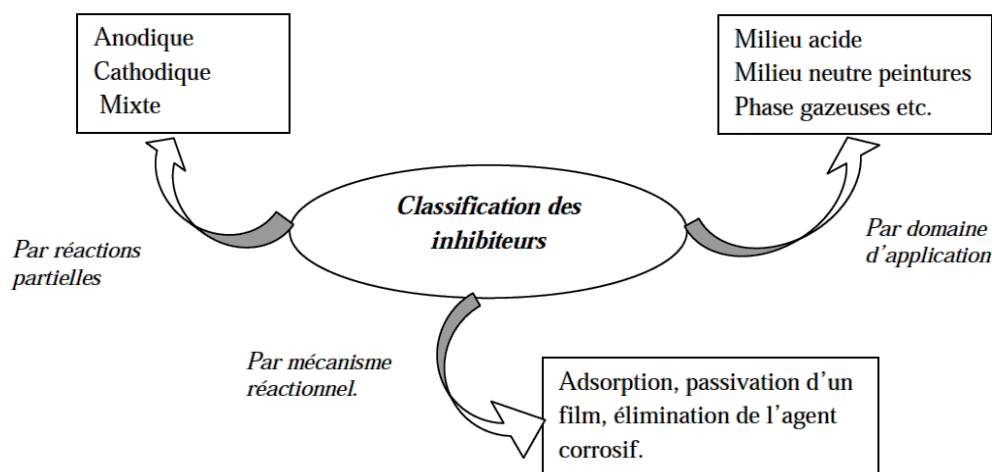 Anodique
Cathodique
Mixte
Milieu acide
Milieu neutre peintures
Phase gazeuses etc.
Classification des
inhibiteurs
Par réactions
partielles
Par domaine
d’application
Par mécanisme
réactionnel.
Adsorption, passivation d’un
film, élimination de l’agent
corrosif.